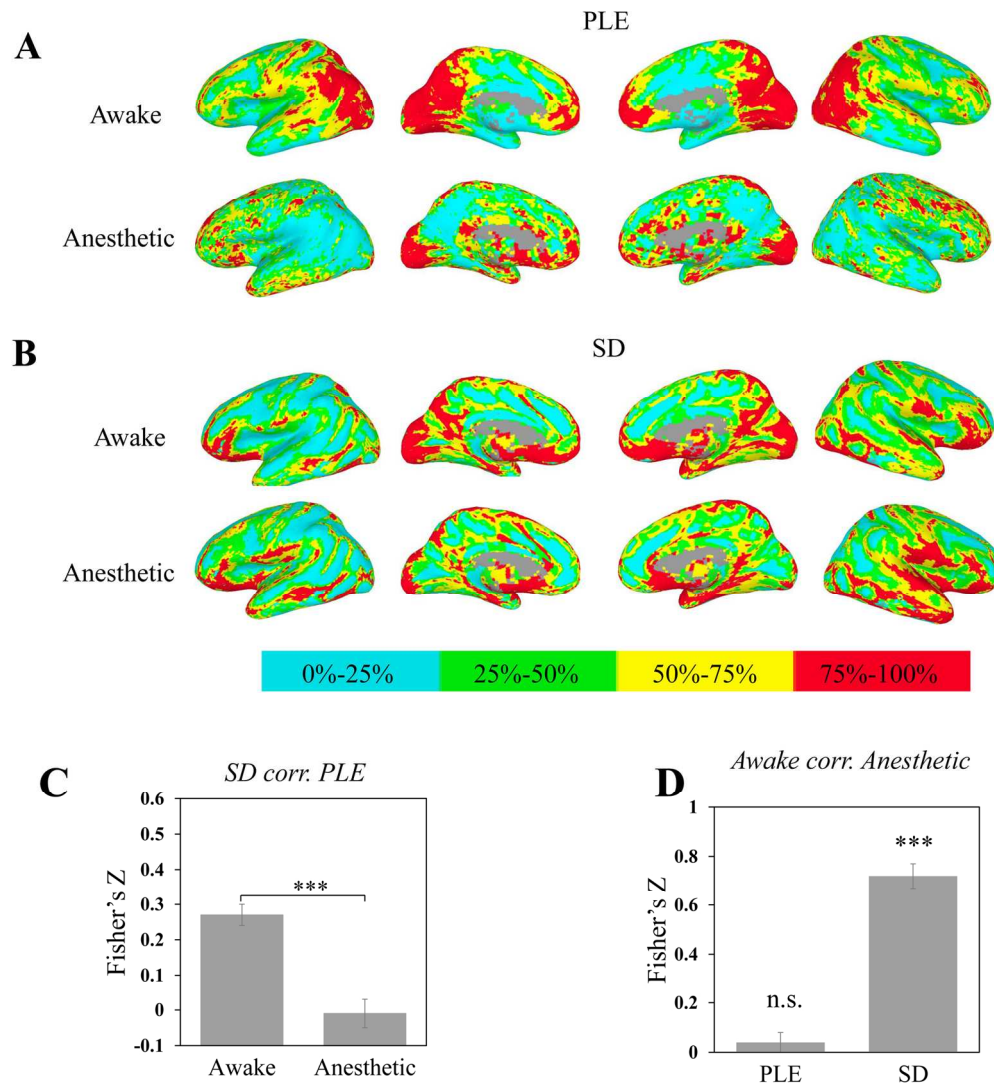 A
PLE
Awake
Anesthetic
B
SD
Awake
Anesthetic
0%-25% 25%-50% 50%-75% 75%-100%
C
SD corr. PLE
0.6
0.5
0.4
0.3
0.2
0.1
0
-0.1
Fisher's Z
***
Awake Anesthetic
D
Awake corr. Anesthetic
1
0.8
0.6
0.4
0.2
0
Fisher's Z
n.s.
***
PLE SD